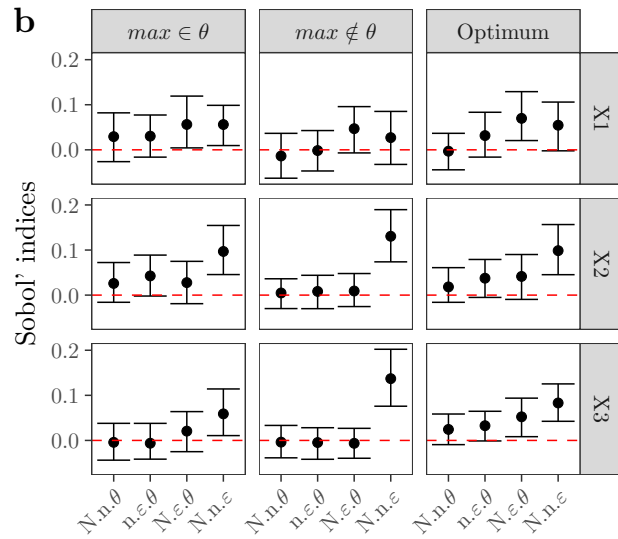 b
max ∈ θ
max ∉ θ
Optimum
Sobol' indices
0.2
0.1
0.0
X1
0.2
0.1
0.0
X2
0.2
0.1
0.0
X3
N.n.θ
n.ε.θ
N.ε.θ
N.n.ε
N.n.θ
n.ε.θ
N.ε.θ
N.n.ε
N.n.θ
n.ε.θ
N.ε.θ
N.n.ε